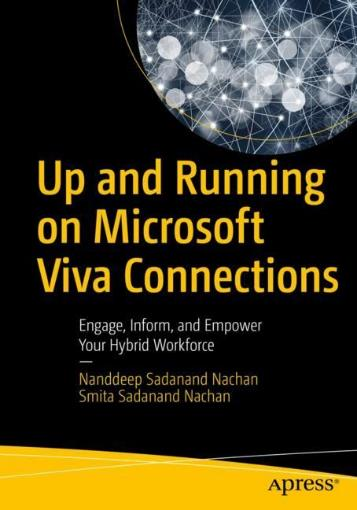 Up and Running
on Microsoft
Viva Connections
Engage, Inform, and Empower
Your Hybrid Workforce
—
Nanddeep Sadanand Nachan
Smita Sadanand Nachan
Apress®